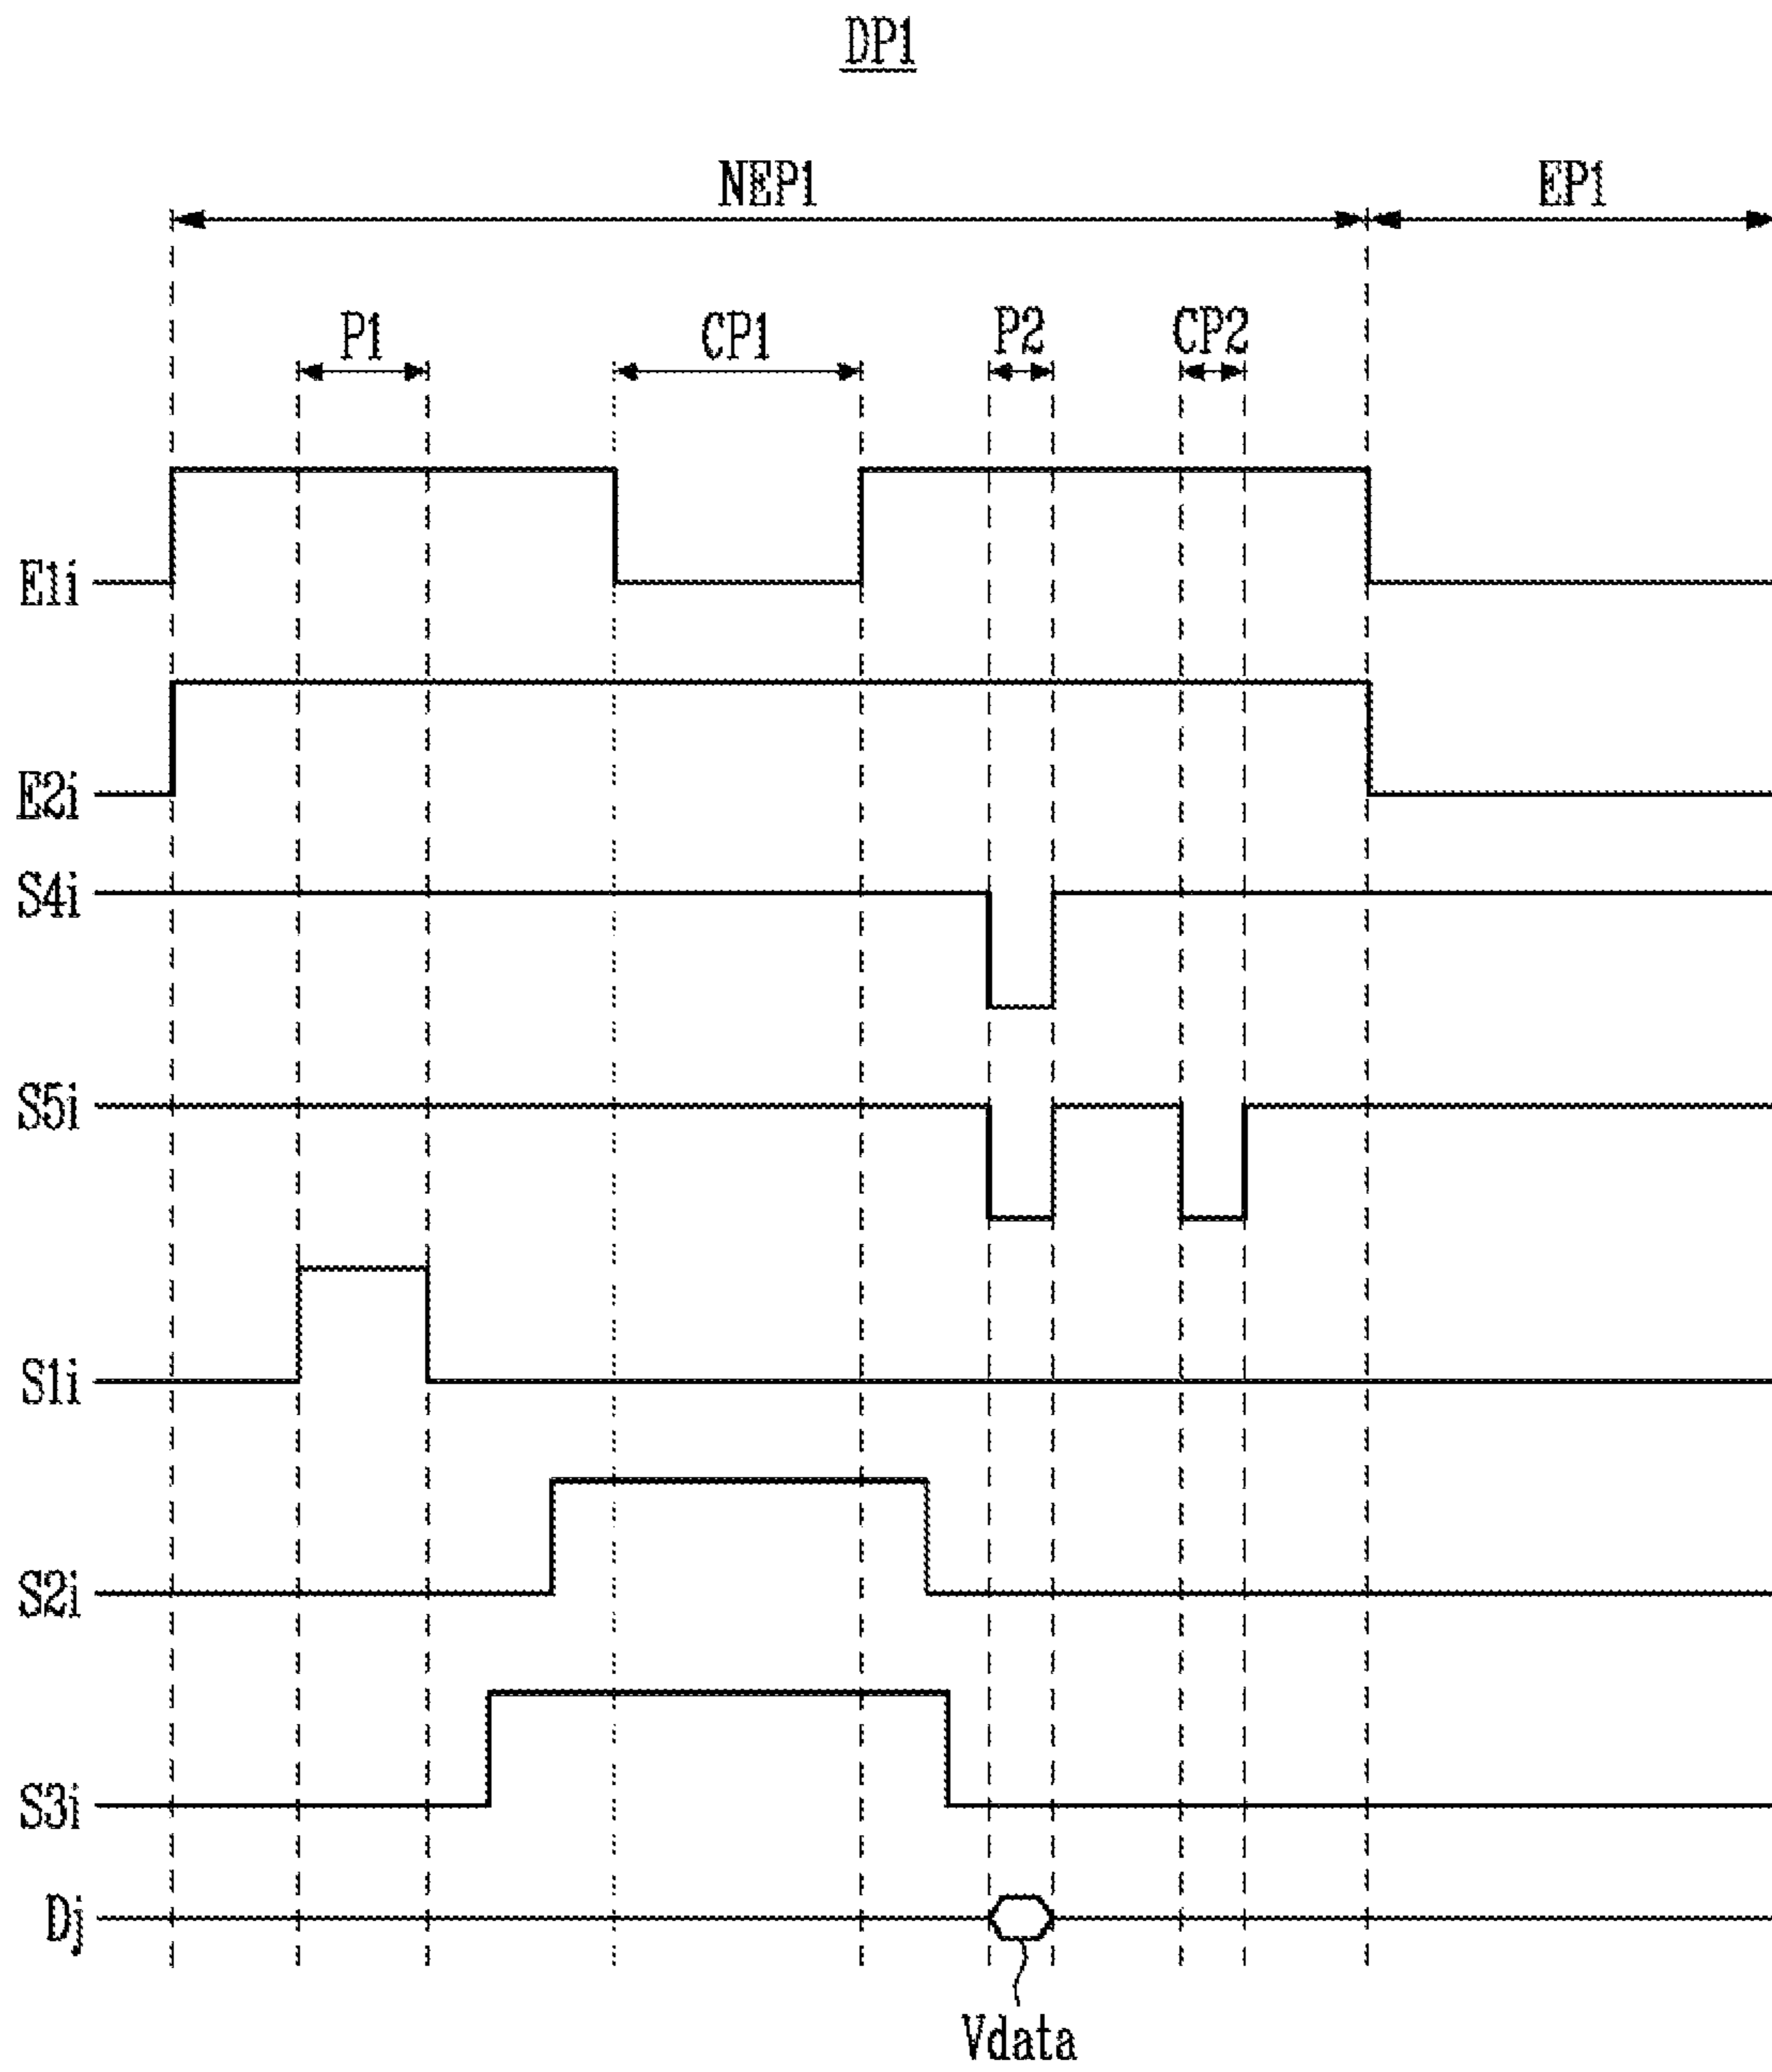 DP1
NEP1 EP1
P1 CP1 P2 CP2
E1i
E2i
S4i
S5i
S1i
S2i
S3i
Dj
Vdata